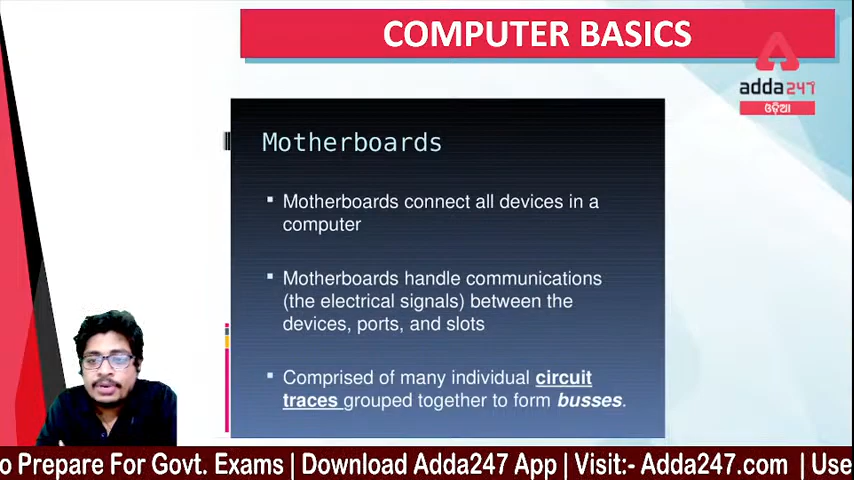 COMPUTER BASICS
adda247
ଓଡ଼ିଆ
Motherboards
▪ Motherboards connect all devices in a
computer
▪ Motherboards handle communications
(the electrical signals) between the
devices, ports, and slots
▪ Comprised of many individual circuit
traces grouped together to form busses.
o Prepare For Govt. Exams | Download Adda247 App | Visit:- Adda247.com | Use